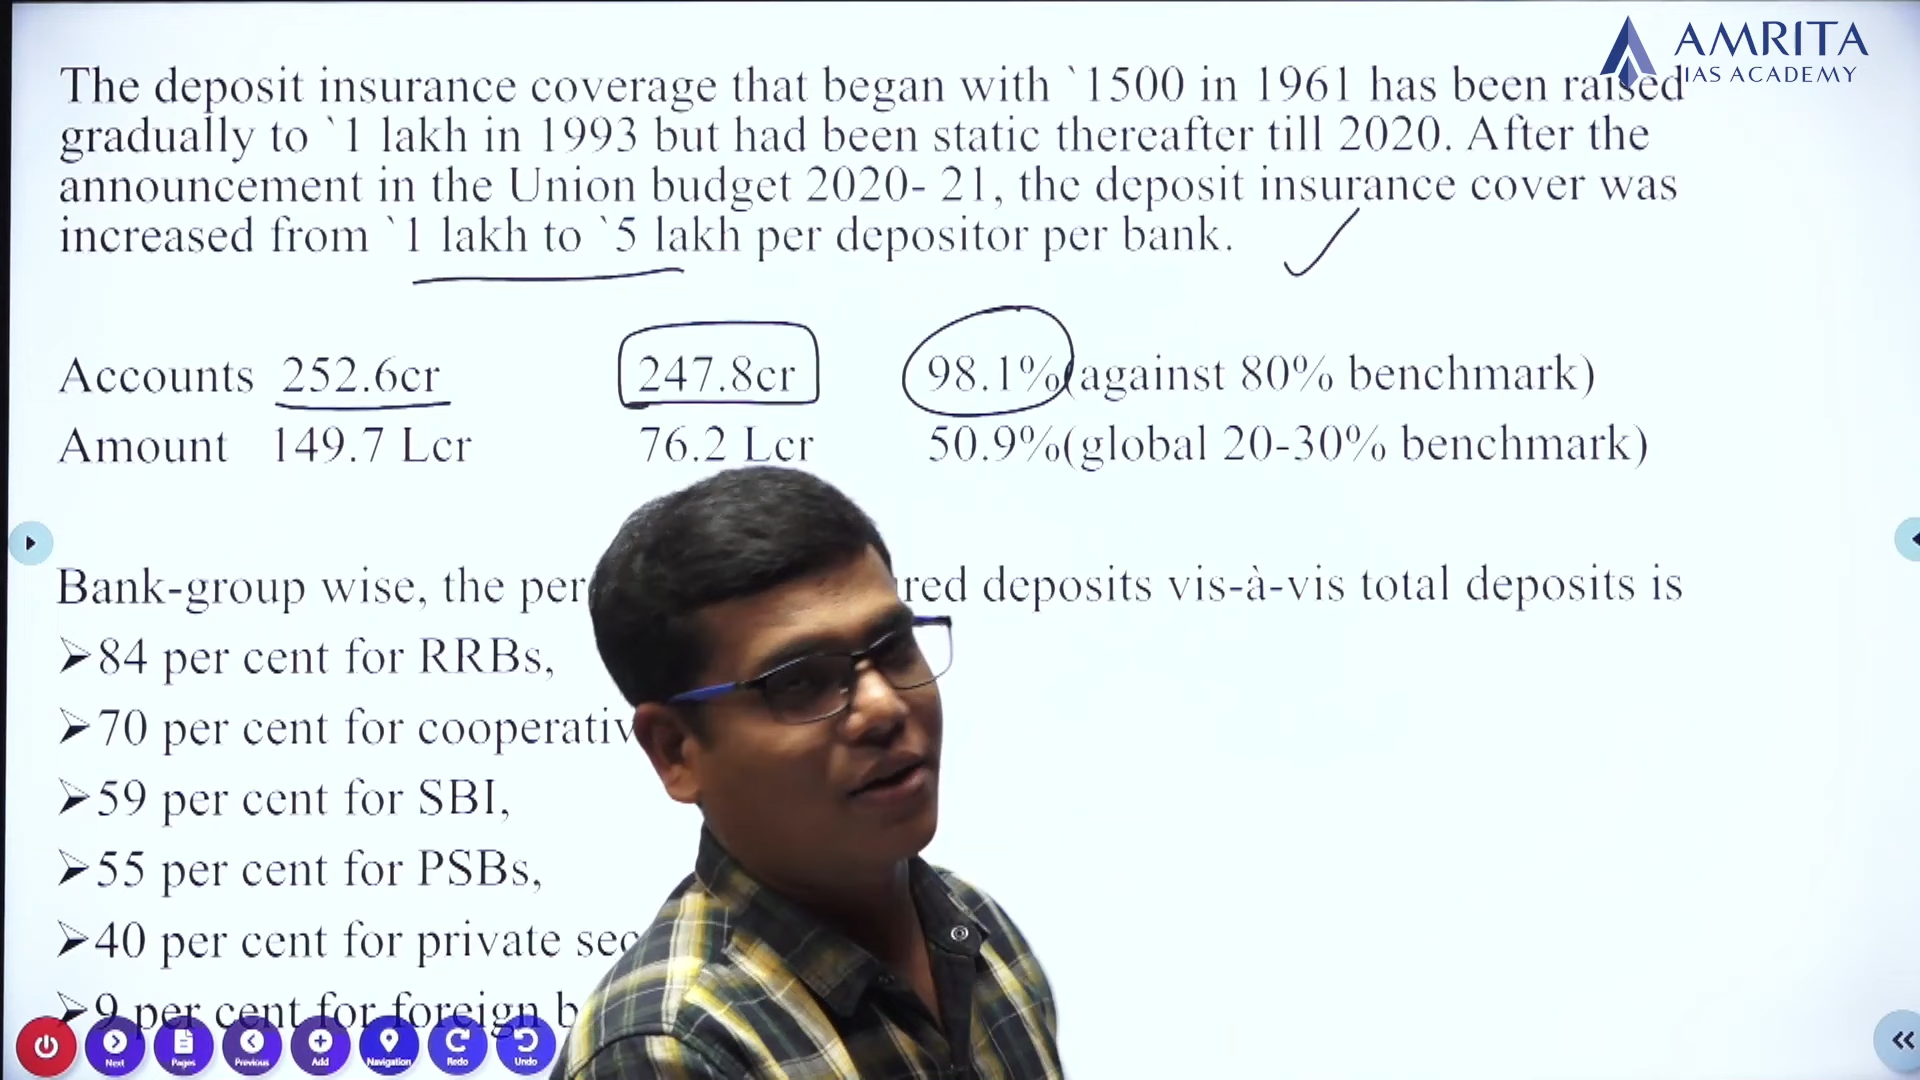 AMRITA
IAS ACADEMY
The deposit insurance coverage that began with `1500 in 1961 has been raised
gradually to `1 lakh in 1993 but had been static thereafter till 2020. After the
announcement in the Union budget 2020- 21, the deposit insurance cover was
increased from `1 lakh to `5 lakh per depositor per bank.
Accounts 252.6cr 247.8cr 98.1%(against 80% benchmark)
Amount 149.7 Lcr 76.2 Lcr 50.9%(global 20-30% benchmark)
Bank-group wise, the deposits vis-à-vis total deposits is
84 per cent for RRBs,
70 per cent for
59 per cent for SBI,
55 per cent for PSBs,
40 per cent for private
9 per cent for foreign
Next Pages Previous Add Navigation Redo Undo